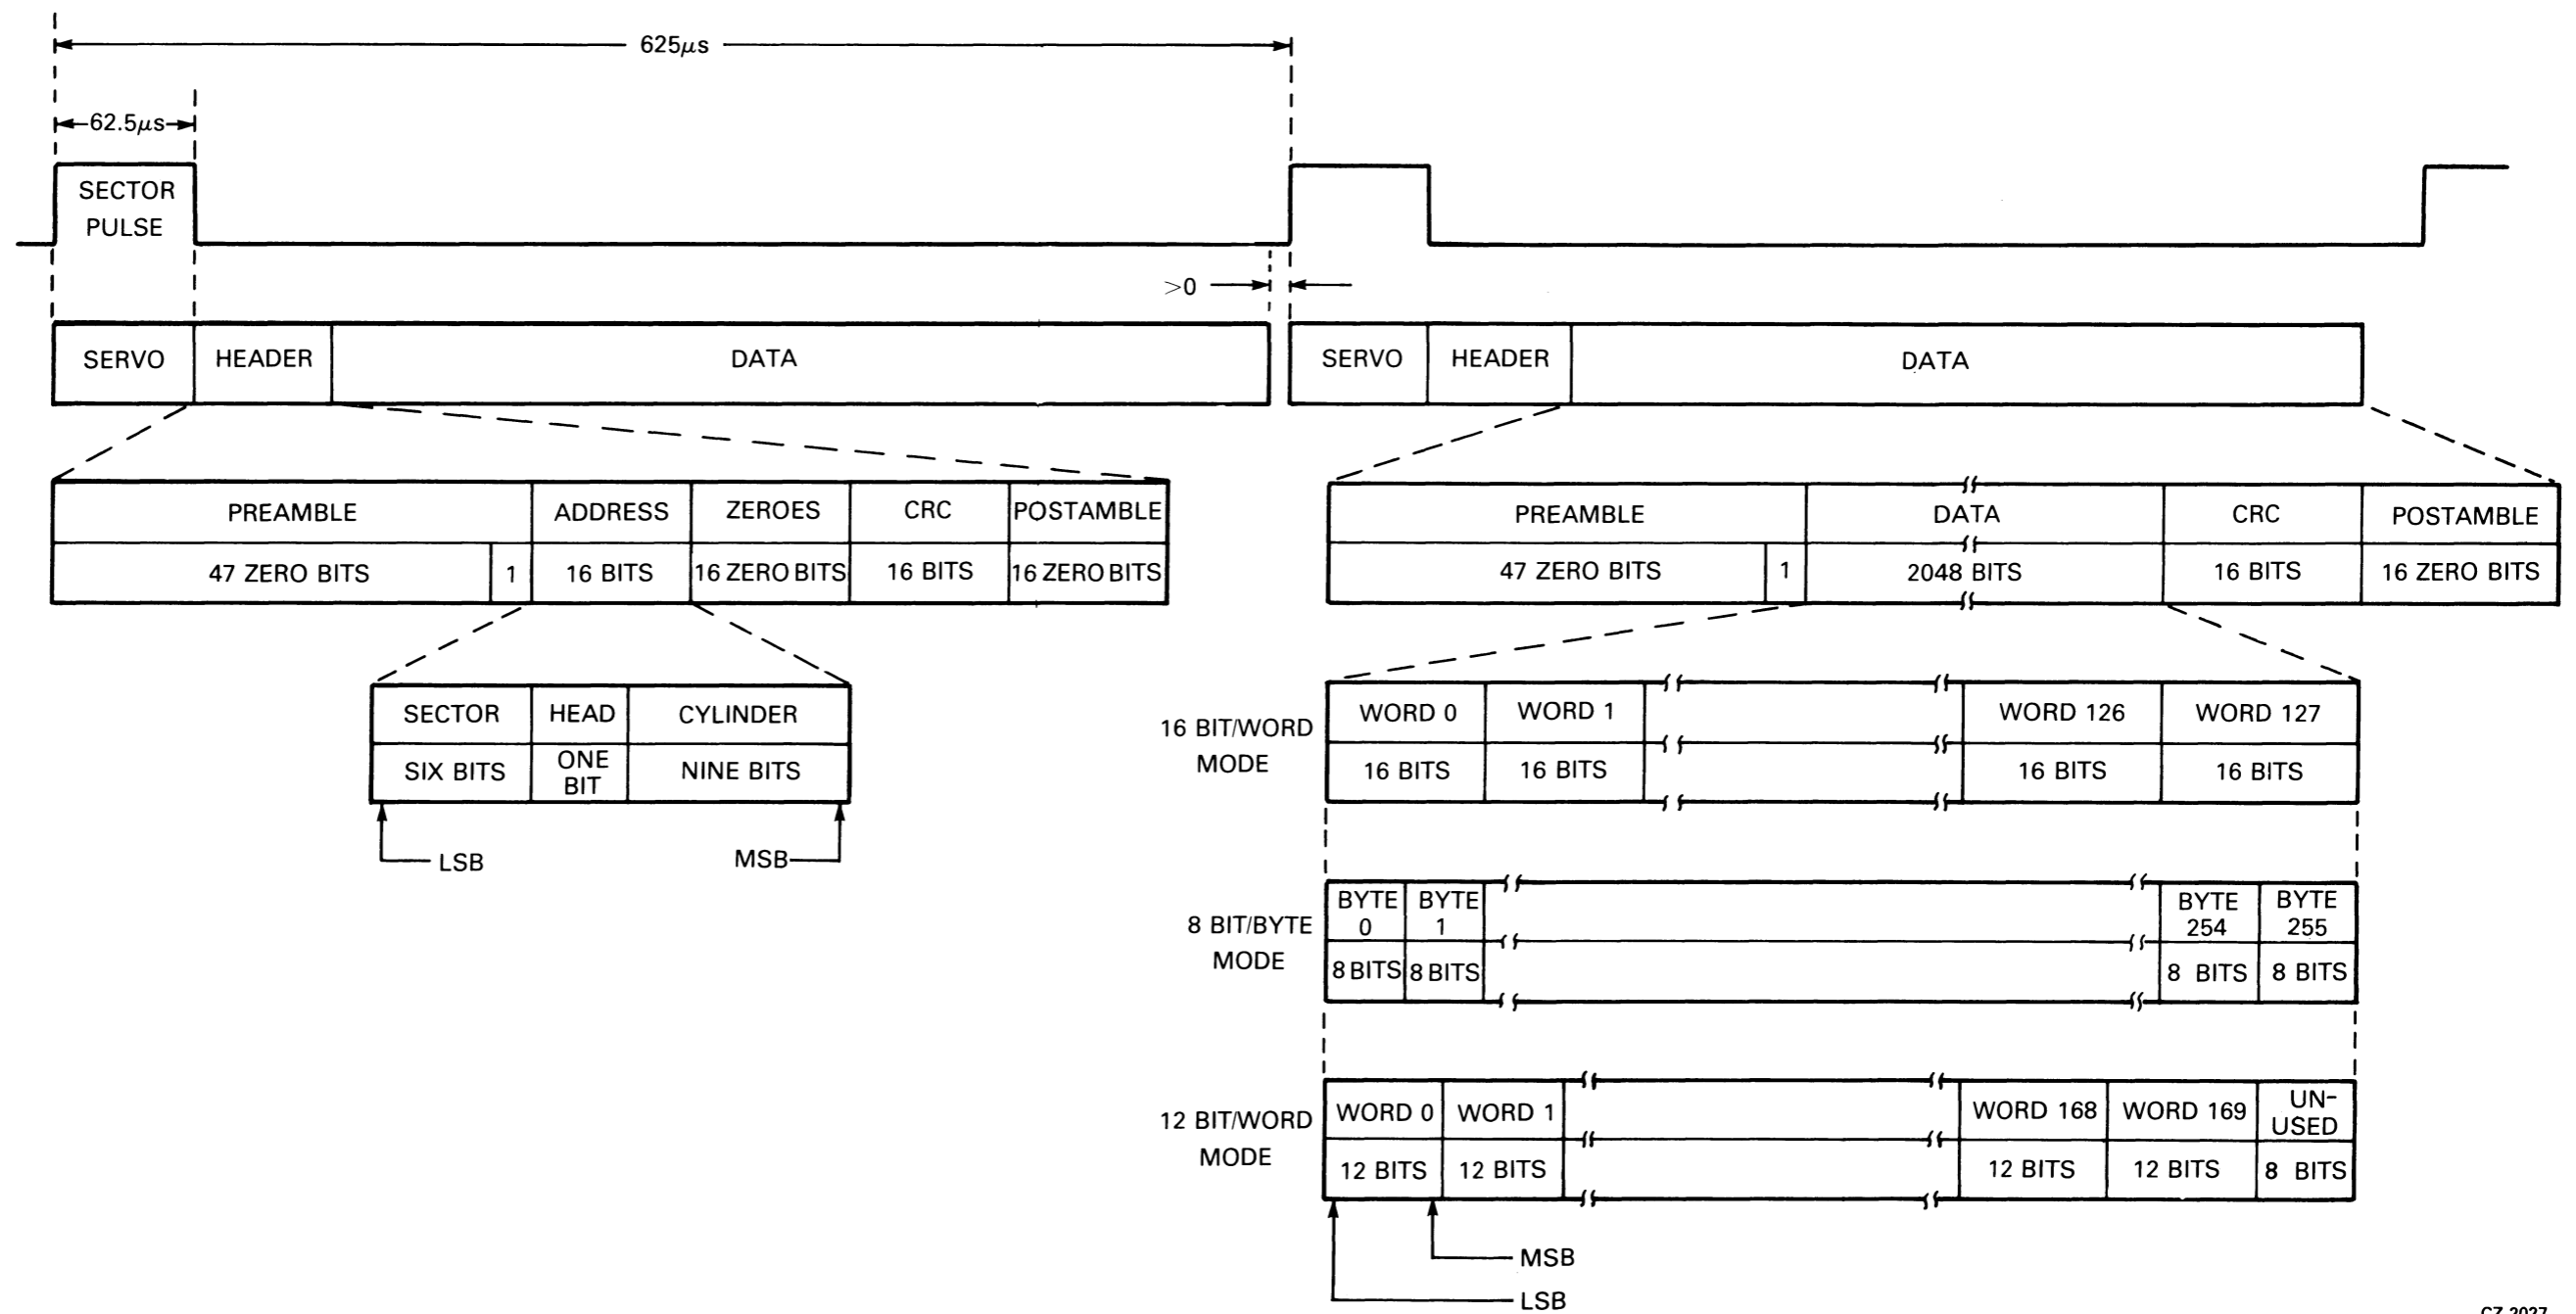 625µs
62.5µs
SECTOR
PULSE
>0
SERVO HEADER DATA SERVO HEADER DATA
PREAMBLE ADDRESS ZEROES CRC POSTAMBLE
47 ZERO BITS 1 16 BITS 16 ZERO BITS 16 BITS 16 ZERO BITS
PREAMBLE DATA CRC POSTAMBLE
47 ZERO BITS 1 2048 BITS 16 BITS 16 ZERO BITS
SECTOR HEAD CYLINDER
SIX BITS ONE BIT NINE BITS
LSB MSB
16 BIT/WORD
MODE
WORD 0 WORD 1 WORD 126 WORD 127
16 BITS 16 BITS 16 BITS 16 BITS
8 BIT/BYTE
MODE
BYTE 0 BYTE 1 BYTE 254 BYTE 255
8 BITS 8 BITS 8 BITS 8 BITS
12 BIT/WORD
MODE
WORD 0 WORD 1 WORD 168 WORD 169 UN-
USED
12 BITS 12 BITS 12 BITS 12 BITS 8 BITS
MSB
LSB